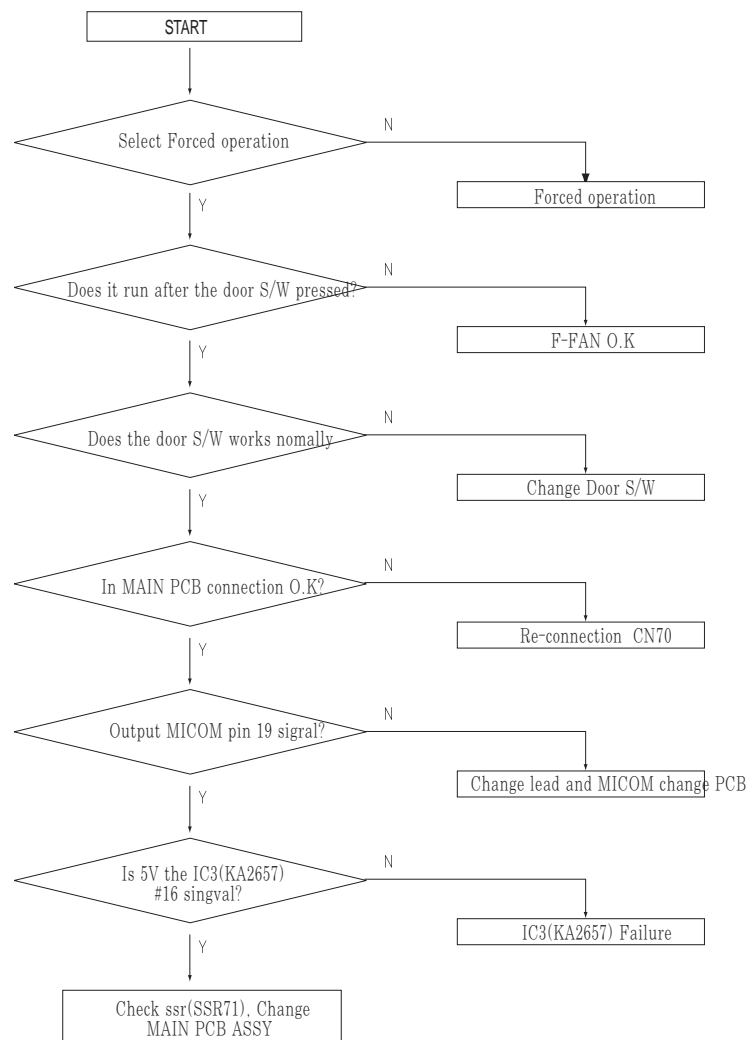 START
Select Forced operation
N
Forced operation
Y
Does it run after the door S/W pressed?
N
F-FAN O.K
Y
Does the door S/W works nomally
N
Change Door S/W
Y
In MAIN PCB connection O.K?
N
Re-connection CN70
Y
Output MICOM pin 19 sigral?
N
Change lead and MICOM change PCB
Y
Is 5V the IC3(KA2657)
#16 singval?
N
IC3(KA2657) Failure
Y
Check ssr(SSR71), Change
MAIN PCB ASSY